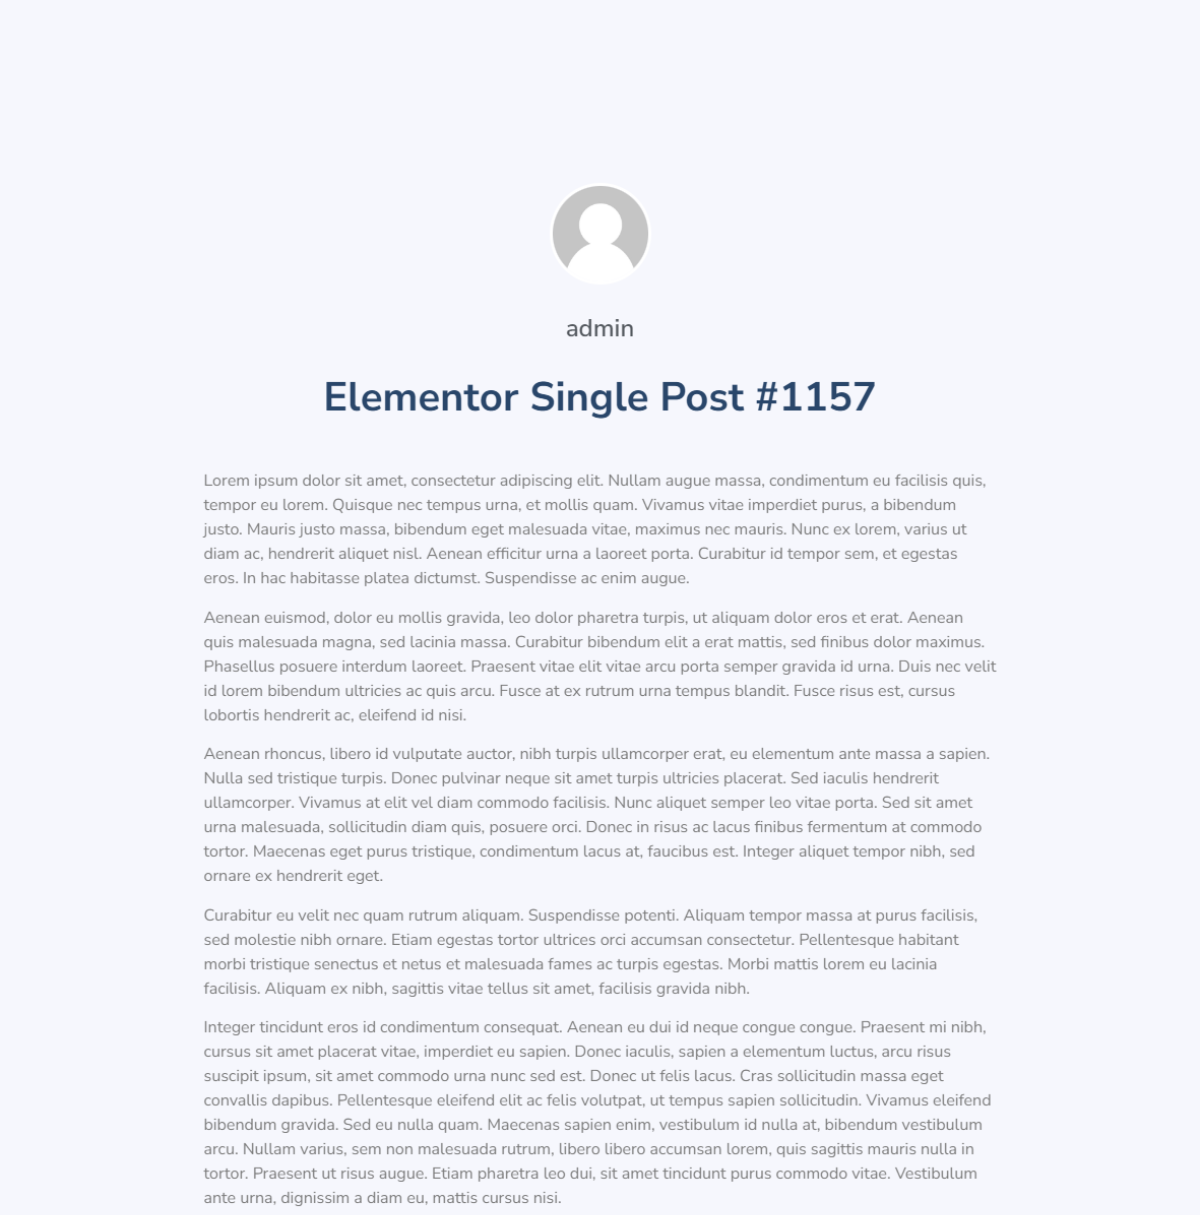 admin
Elementor Single Post #1157
Lorem ipsum dolor sit amet, consectetur adipiscing elit. Nullam augue massa, condimentum eu facilisis quis,
tempor eu lorem. Quisque nec tempus urna, et mollis quam. Vivamus vitae imperdiet purus, a bibendum
justo. Mauris justo massa, bibendum eget malesuada vitae, maximus nec mauris. Nunc ex lorem, varius ut
diam ac, hendrerit aliquet nisl. Aenean efficitur urna a laoreet porta. Curabitur id tempor sem, et egestas
eros. In hac habitasse platea dictumst. Suspendisse ac enim augue.
Aenean euismod, dolor eu mollis gravida, leo dolor pharetra turpis, ut aliquam dolor eros et erat. Aenean
quis malesuada magna, sed lacinia massa. Curabitur bibendum elit a erat mattis, sed finibus dolor maximus.
Phasellus posuere interdum laoreet. Praesent vitae elit vitae arcu porta semper gravida id urna. Duis nec velit
id lorem bibendum ultricies ac quis arcu. Fusce at ex rutrum urna tempus blandit. Fusce risus est, cursus
lobortis hendrerit ac, eleifend id nisi.
Aenean rhoncus, libero id vulputate auctor, nibh turpis ullamcorper erat, eu elementum ante massa a sapien.
Nulla sed tristique turpis. Donec pulvinar neque sit amet turpis ultricies placerat. Sed iaculis hendrerit
ullamcorper. Vivamus at elit vel diam commodo facilisis. Nunc aliquet semper leo vitae porta. Sed sit amet
urna malesuada, sollicitudin diam quis, posuere orci. Donec in risus ac lacus finibus fermentum at commodo
tortor. Maecenas eget purus tristique, condimentum lacus at, faucibus est. Integer aliquet tempor nibh, sed
ornare ex hendrerit eget.
Curabitur eu velit nec quam rutrum aliquam. Suspendisse potenti. Aliquam tempor massa at purus facilisis,
sed molestie nibh ornare. Etiam egestas tortor ultrices orci accumsan consectetur. Pellentesque habitant
morbi tristique senectus et netus et malesuada fames ac turpis egestas. Morbi mattis lorem eu lacinia
facilisis. Aliquam ex nibh, sagittis vitae tellus sit amet, facilisis gravida nibh.
Integer tincidunt eros id condimentum consequat. Aenean eu dui id neque congue congue. Praesent mi nibh,
cursus sit amet placerat vitae, imperdiet eu sapien. Donec iaculis, sapien a elementum luctus, arcu risus
suscipit ipsum, sit amet commodo urna nunc sed est. Donec ut felis lacus. Cras sollicitudin massa eget
convallis dapibus. Pellentesque eleifend elit ac felis volutpat, ut tempus sapien sollicitudin. Vivamus eleifend
bibendum gravida. Sed eu nulla quam. Maecenas sapien enim, vestibulum id nulla at, bibendum vestibulum
arcu. Nullam varius, sem non malesuada rutrum, libero libero accumsan lorem, quis sagittis mauris nulla in
tortor. Praesent ut risus augue. Etiam pharetra leo dui, sit amet tincidunt purus commodo vitae. Vestibulum
ante urna, dignissim a diam eu, mattis cursus nisi.